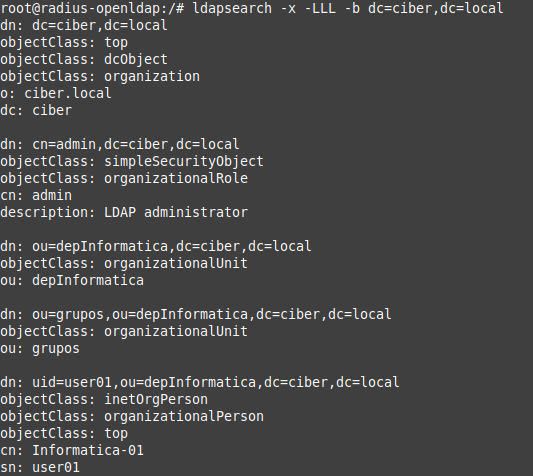 root@radius-openldap:/# ldapsearch -x -LLL -b dc=ciber,dc=local
dn: dc=ciber,dc=local
objectClass: top
objectClass: dcObject
objectClass: organization
o: ciber.local
dc: ciber

dn: cn=admin,dc=ciber,dc=local
objectClass: simpleSecurityObject
objectClass: organizationalRole
cn: admin
description: LDAP administrator

dn: ou=depInformatica,dc=ciber,dc=local
objectClass: organizationalUnit
ou: depInformatica

dn: ou=grupos,ou=depInformatica,dc=ciber,dc=local
objectClass: organizationalUnit
ou: grupos

dn: uid=user01,ou=depInformatica,dc=ciber,dc=local
objectClass: inetOrgPerson
objectClass: organizationalPerson
objectClass: top
cn: Informatica-01
sn: user01